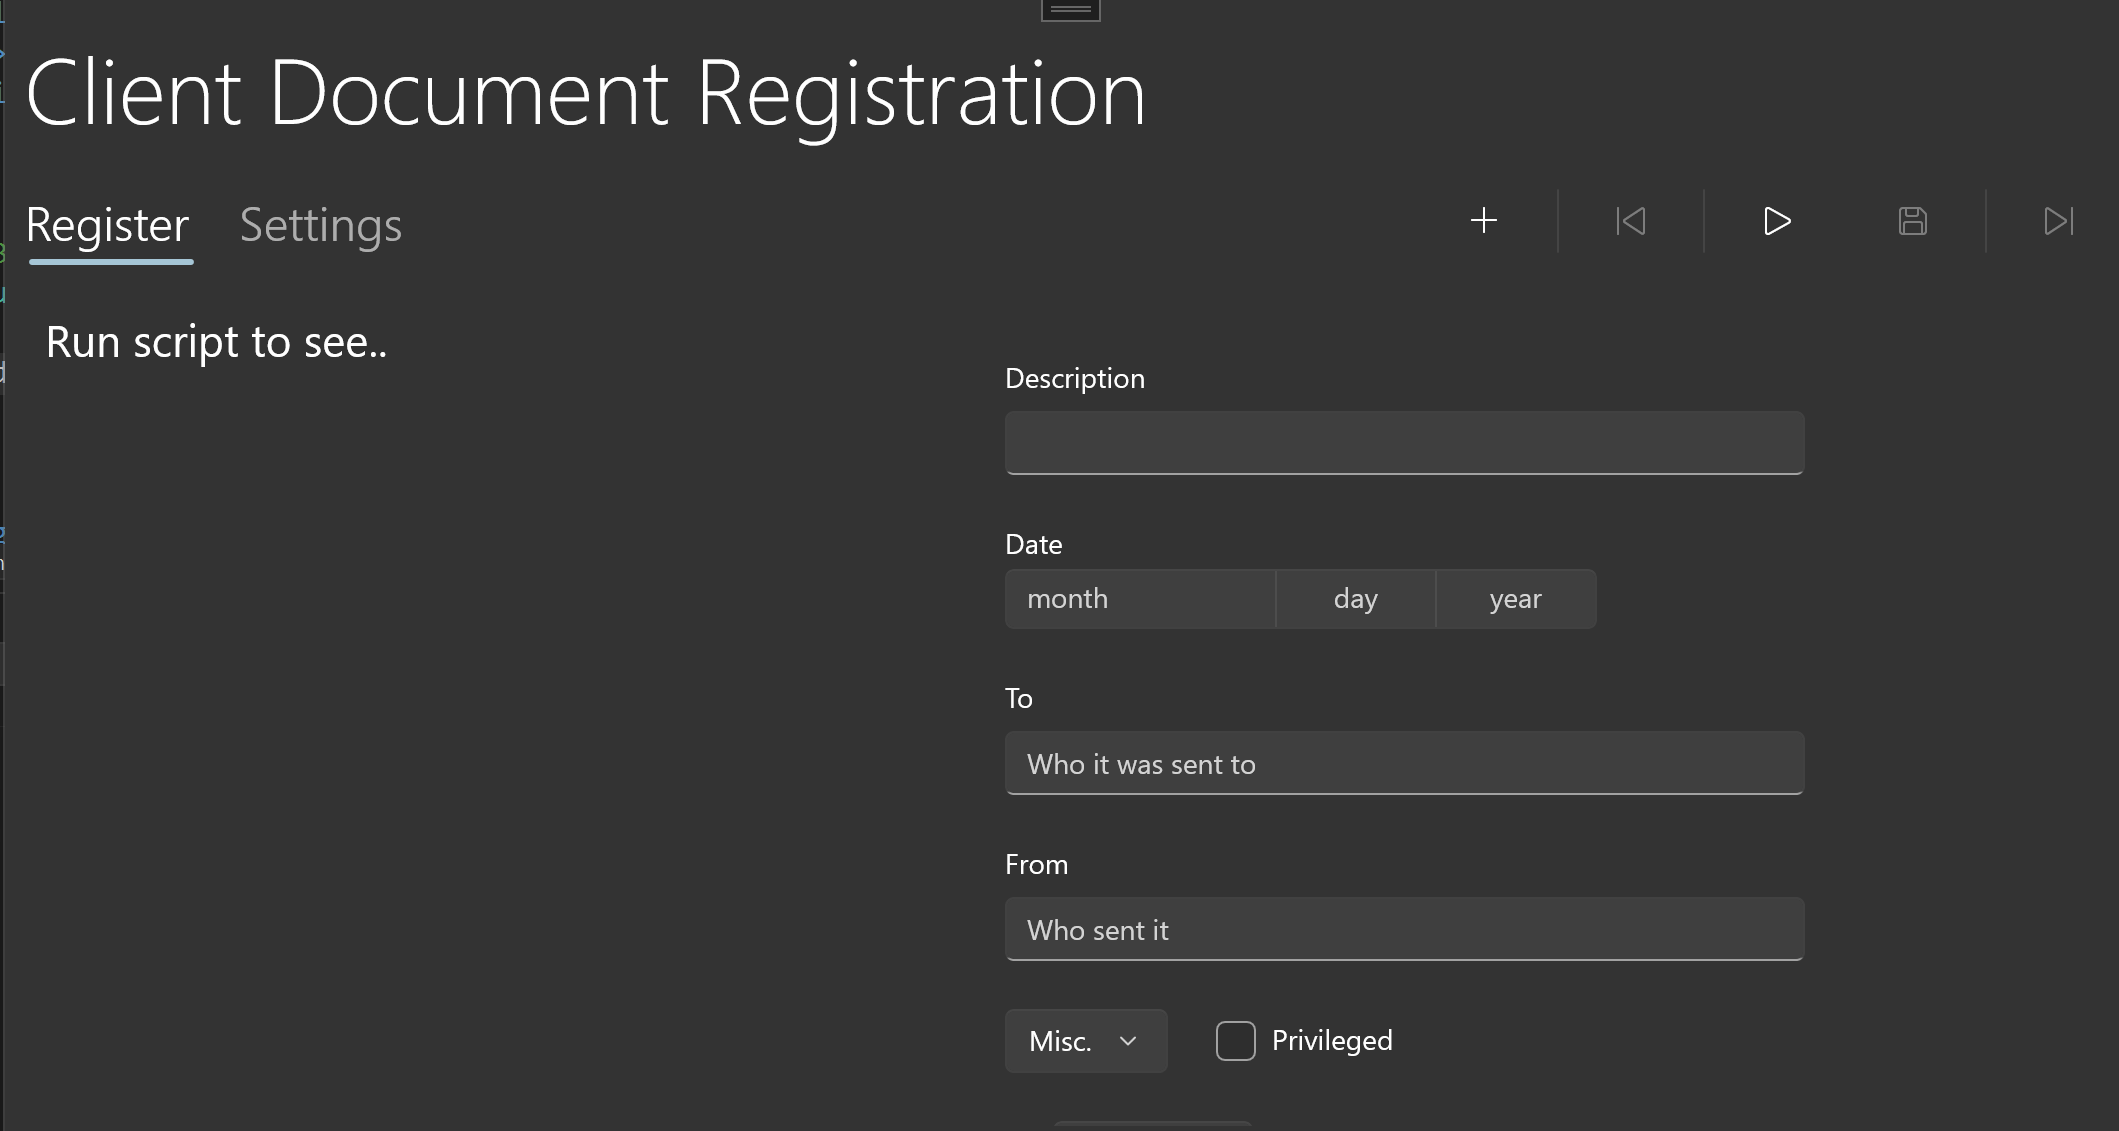 Client Document Registration
Register Settings
Run script to see..
Description
Date
month day year
To
Who it was sent to
From
Who sent it
Misc. Privileged